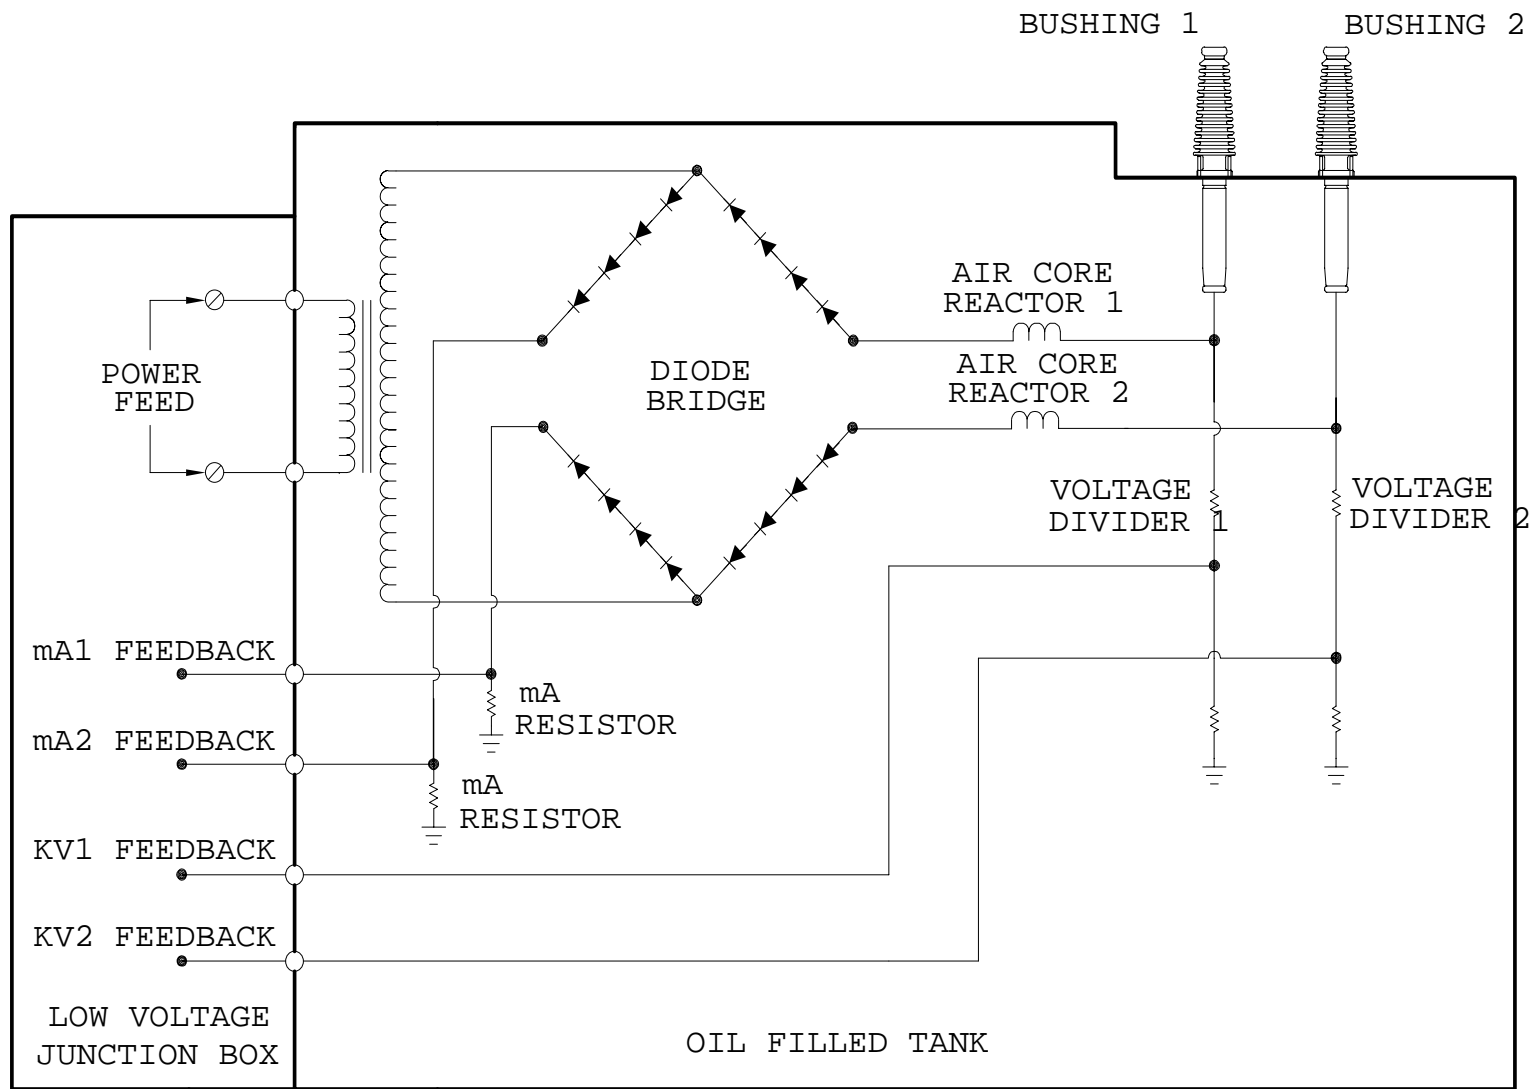 BUSHING 1
BUSHING 2
AIR CORE
REACTOR 1
POWER
FEED
DIODE
BRIDGE
AIR CORE
REACTOR 2
VOLTAGE
DIVIDER 1
VOLTAGE
DIVIDER 2
mA1 FEEDBACK
mA
RESISTOR
mA2 FEEDBACK
mA
RESISTOR
KV1 FEEDBACK
KV2 FEEDBACK
LOW VOLTAGE
JUNCTION BOX
OIL FILLED TANK